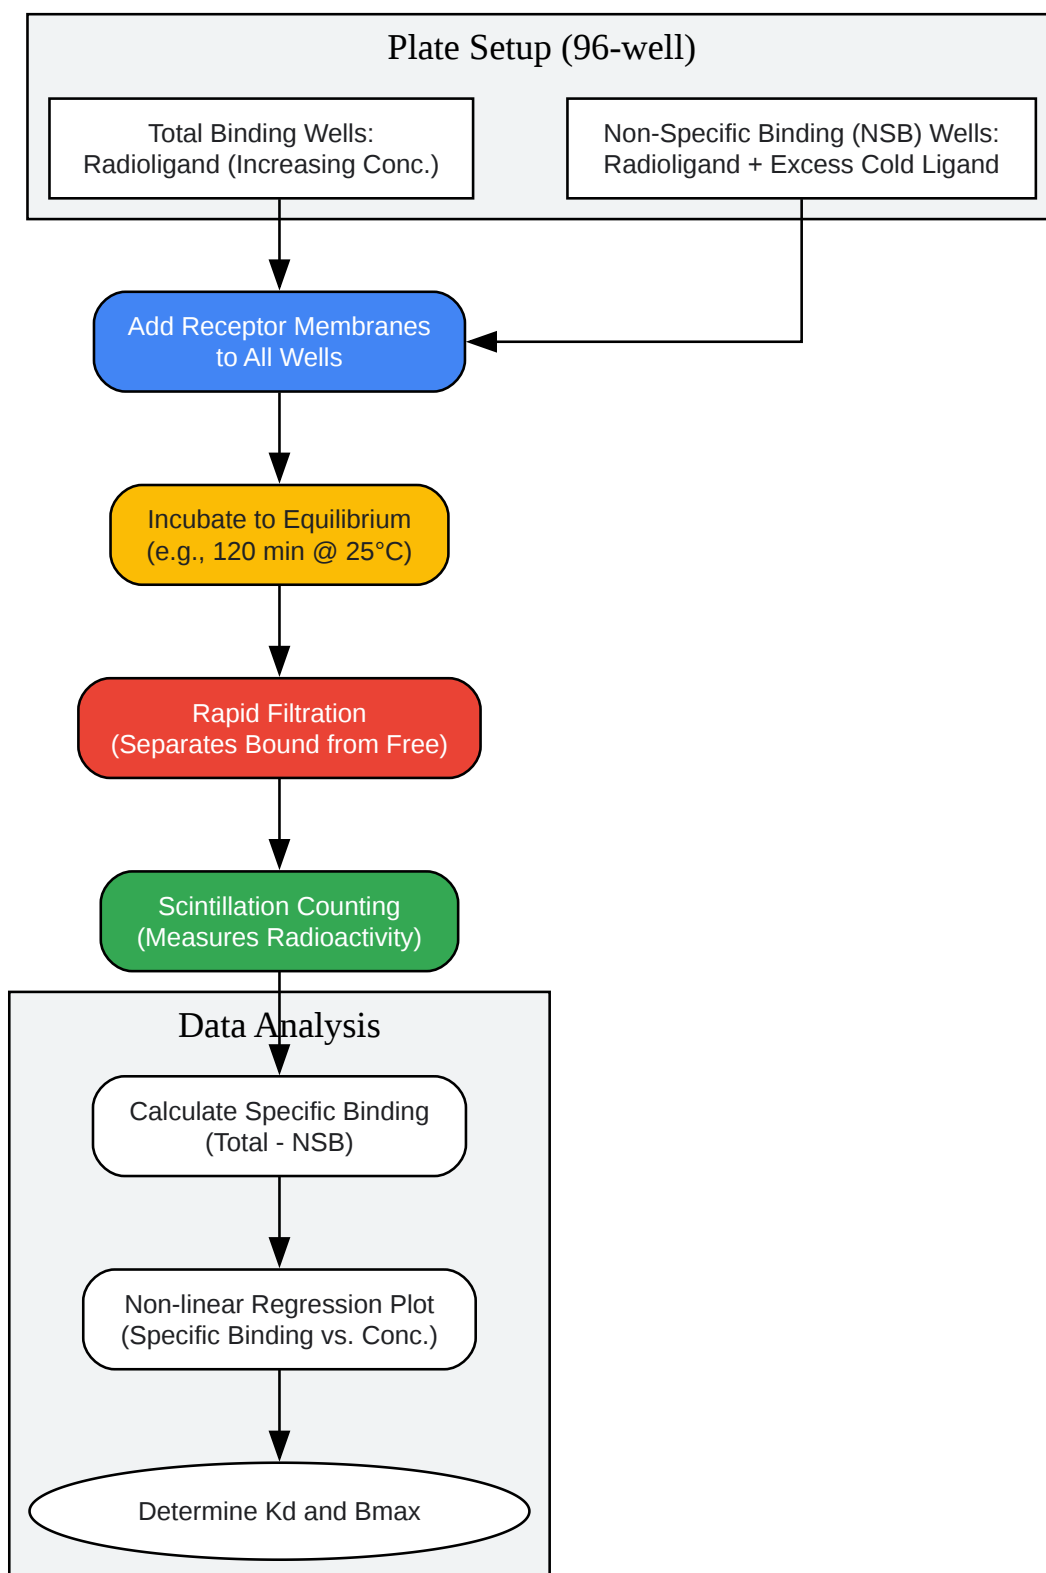 Plate Setup (96-well)
Total Binding Wells:
Radioligand (Increasing Conc.)
Non-Specific Binding (NSB) Wells:
Radioligand + Excess Cold Ligand
Add Receptor Membranes
to All Wells
Incubate to Equilibrium
(e.g., 120 min @ 25°C)
Rapid Filtration
(Separates Bound from Free)
Scintillation Counting
(Measures Radioactivity)
Data Analysis
Calculate Specific Binding
(Total - NSB)
Non-linear Regression Plot
(Specific Binding vs. Conc.)
Determine Kd and Bmax